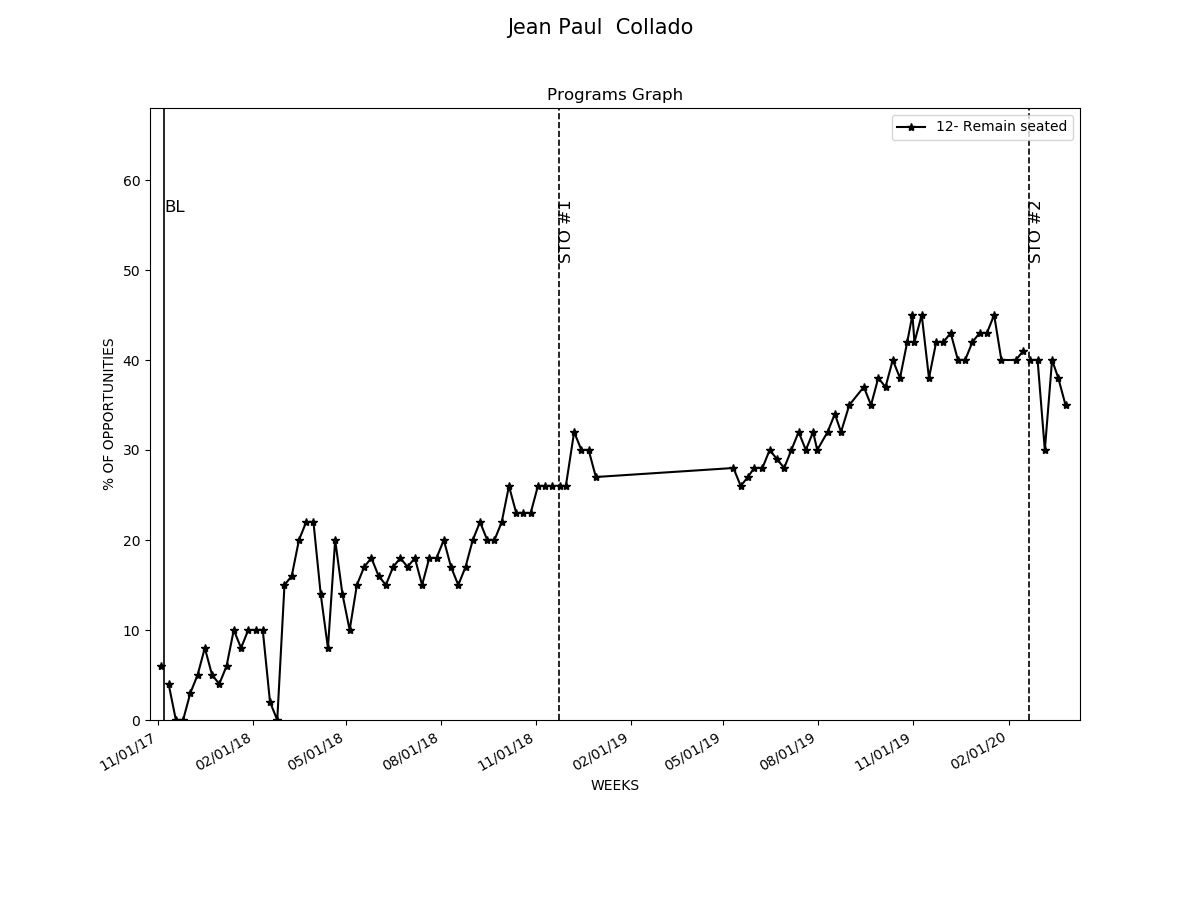 Jean Paul  Collado
Programs Graph
12- Remain seated
60
50
40
30
20
10
0
% OF OPPORTUNITIES
BL
STO #1
STO #2
11/01/17
02/01/18
05/01/18
08/01/18
11/01/18
02/01/19
05/01/19
08/01/19
11/01/19
02/01/20
WEEKS